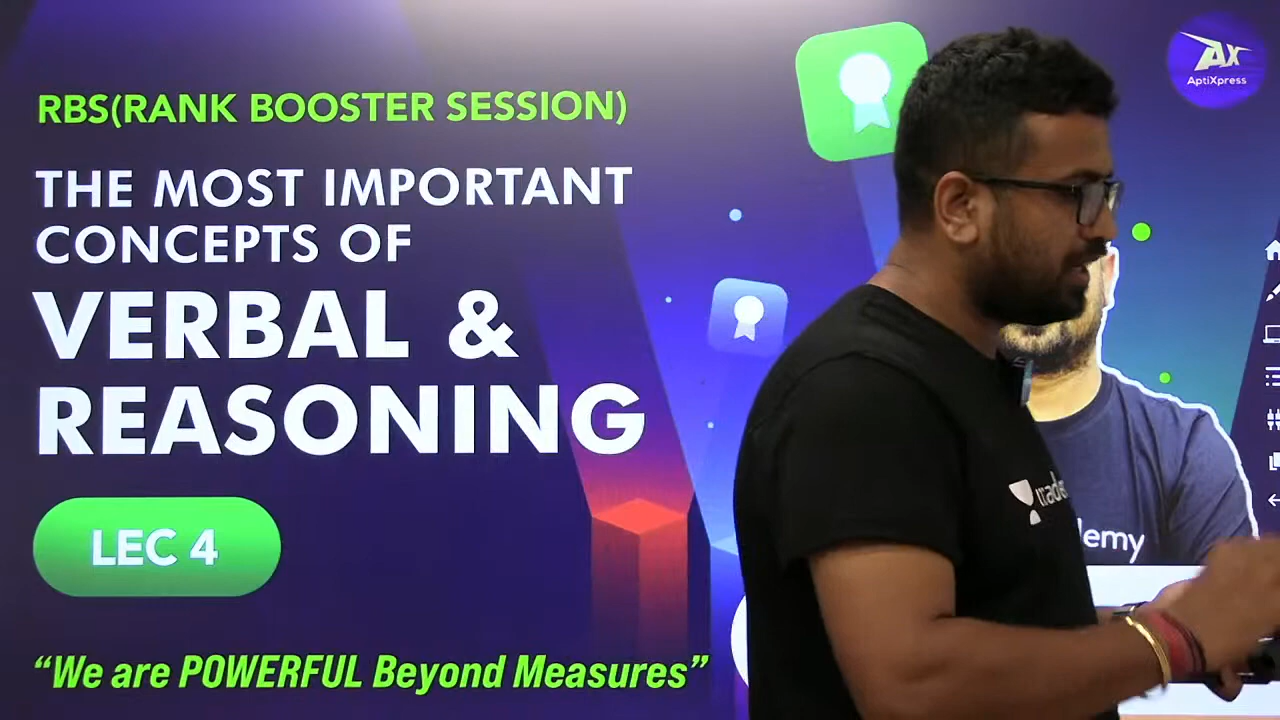 RBS(RANK BOOSTER SESSION)
THE MOST IMPORTANT
CONCEPTS OF
VERBAL &
REASONING
LEC 4
“We are POWERFUL Beyond Measures”
AX
AptiXpress